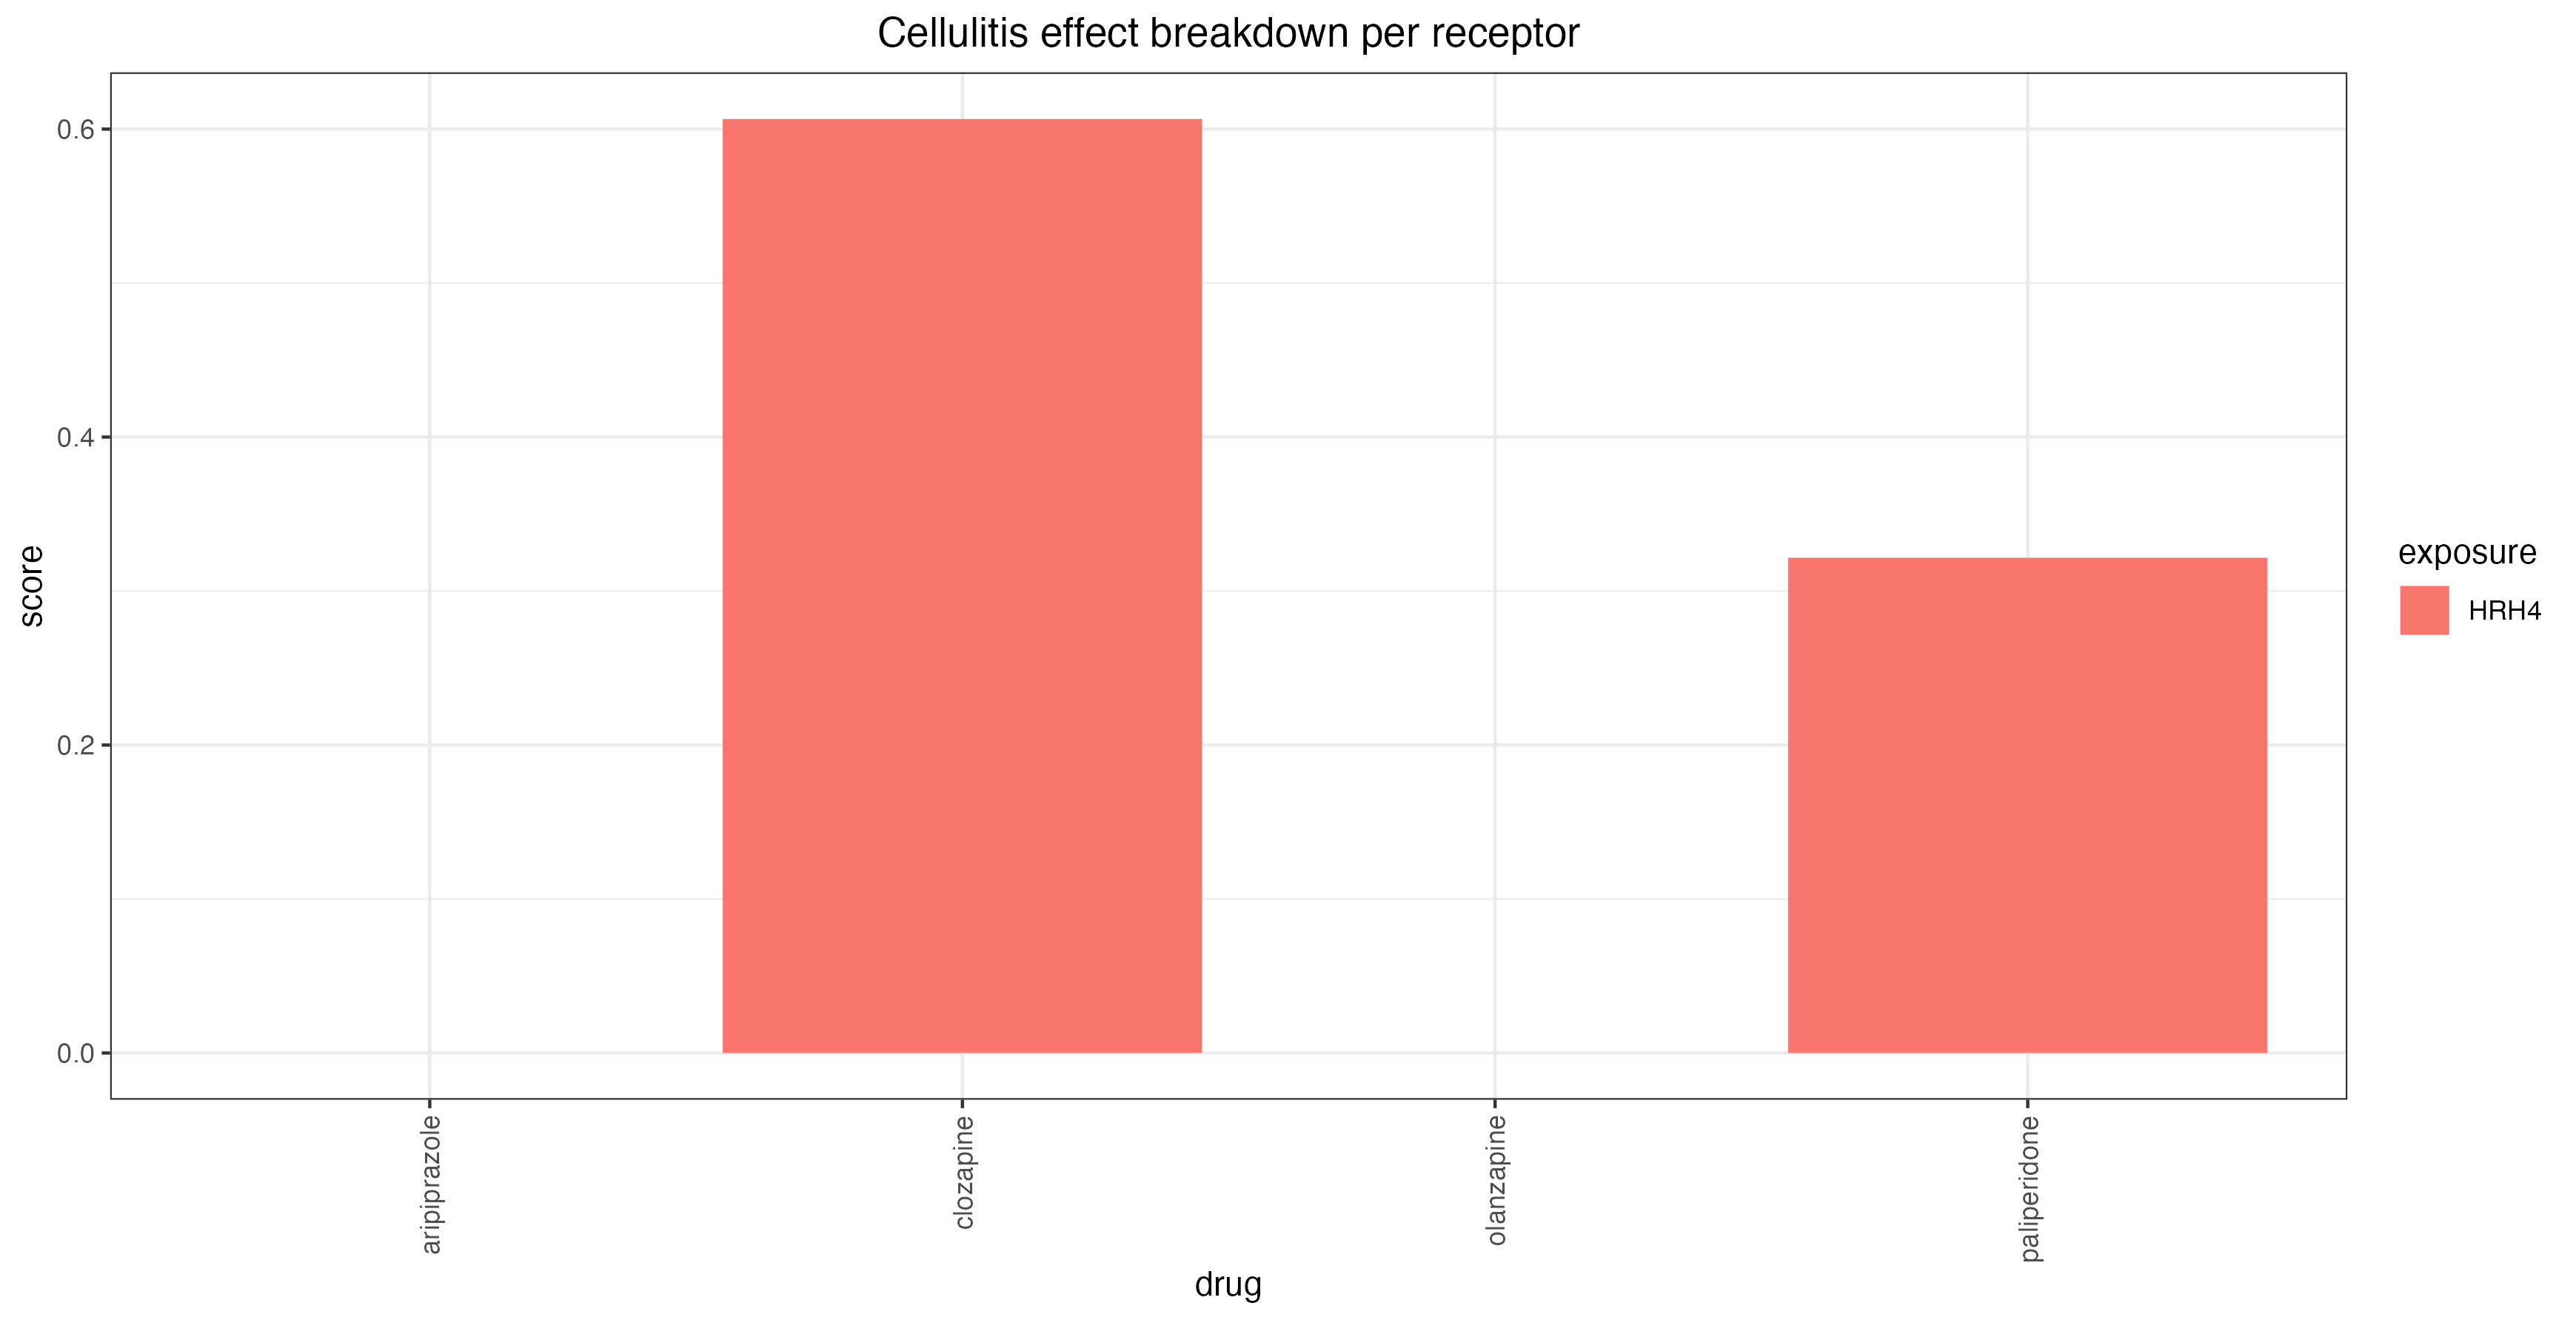 Cellulitis effect breakdown per receptor
score
0.6
0.4
0.2
0.0
aripiprazole
clozapine
olanzapine
paliperidone
drug
exposure
HRH4